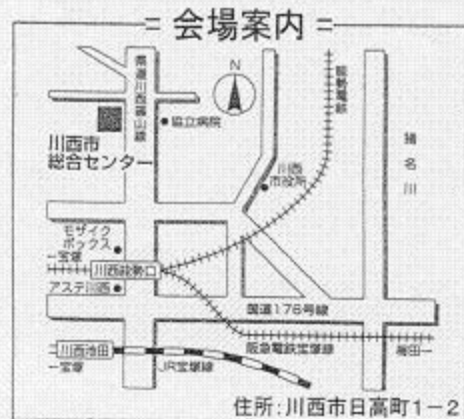 会場案内
県道川西篠山線
N
能勢電鉄
協立病院
川西市
総合センター
猪名川
川西
市役所
モザイク
ボックス
宝塚
川西能勢口
アステ川西
国道176号線
川西池田
阪急電鉄宝塚線
梅田
宝塚
JR宝塚線
住所:川西市日高町1-2